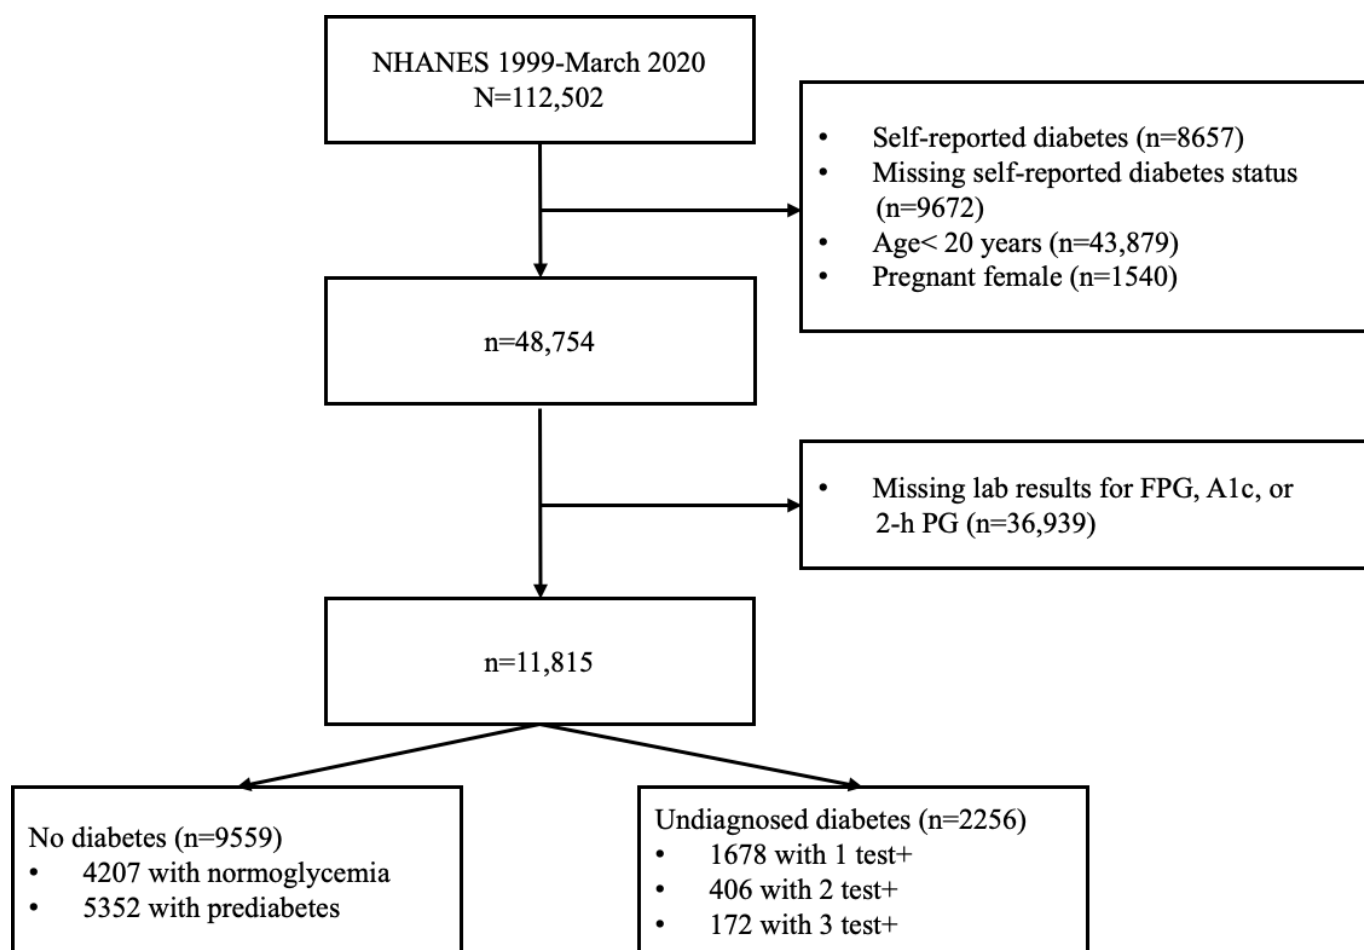 NHANES 1999-March 2020
N=112,502
• Self-reported diabetes (n=8657)
• Missing self-reported diabetes status
(n=9672)
• Age< 20 years (n=43,879)
• Pregnant female (n=1540)
n=48,754
• Missing lab results for FPG, A1c, or
2-h PG (n=36,939)
n=11,815
No diabetes (n=9559)
• 4207 with normoglycemia
• 5352 with prediabetes
Undiagnosed diabetes (n=2256)
• 1678 with 1 test+
• 406 with 2 test+
• 172 with 3 test+